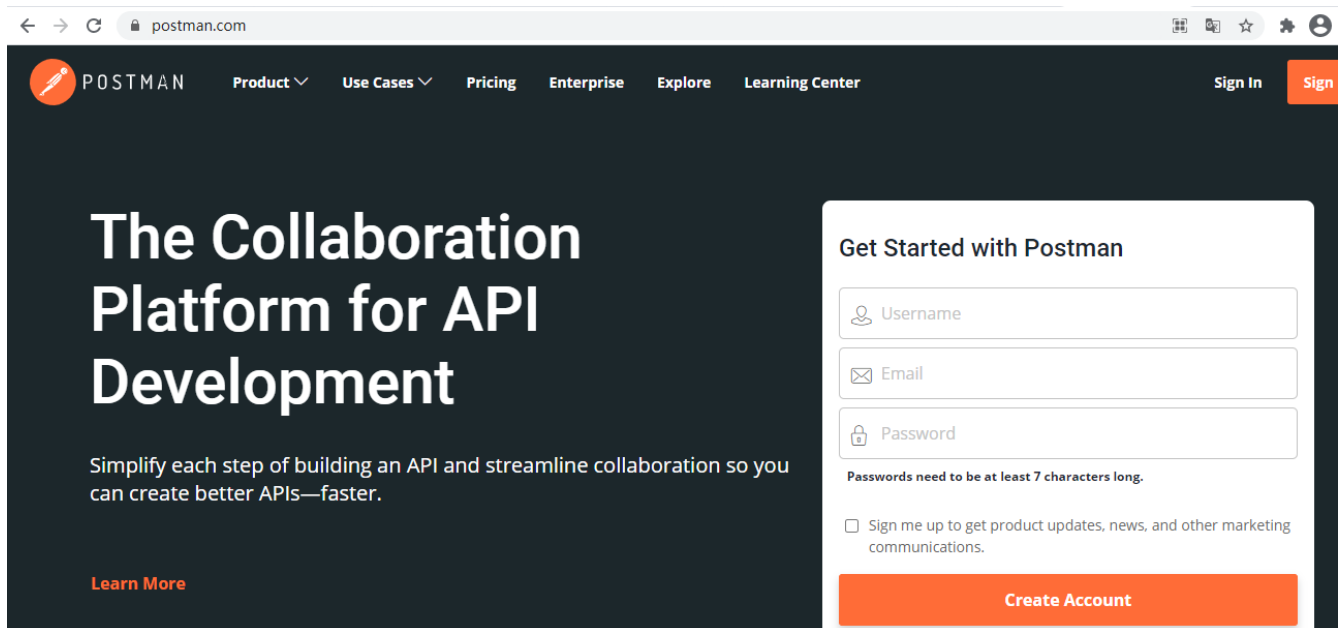 postman.com
POSTMAN Product Use Cases Pricing Enterprise Explore Learning Center Sign In Sign
The Collaboration
Platform for API
Development
Simplify each step of building an API and streamline collaboration so you
can create better APIs—faster.
Learn More
Get Started with Postman
Username
Email
Password
Passwords need to be at least 7 characters long.
Sign me up to get product updates, news, and other marketing
communications.
Create Account